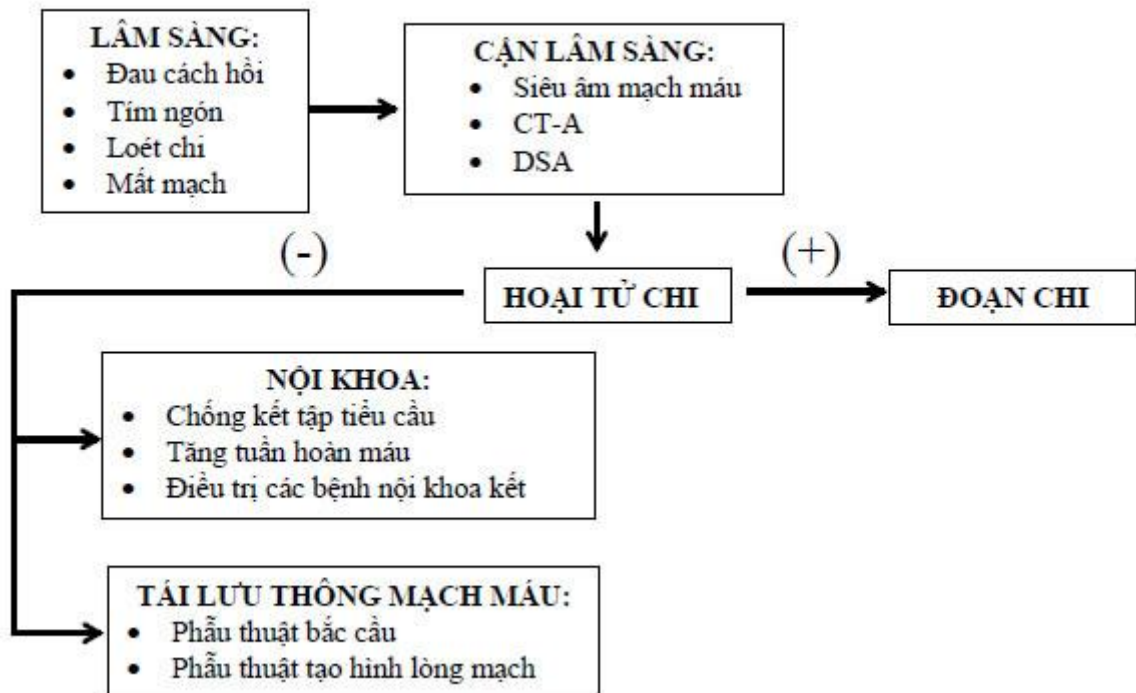 LÂM SÀNG:
• Đau cách hồi
• Tím ngón
• Loét chi
• Mất mạch
CẬN LÂM SÀNG:
• Siêu âm mạch máu
• CT-A
• DSA
(-)
(+)
HOẠI TỬ CHI
ĐOẠN CHI
NỘI KHOA:
• Chống kết tập tiểu cầu
• Tăng tuần hoàn máu
• Điều trị các bệnh nội khoa kết
TÁI LƯU THÔNG MẠCH MÁU:
• Phẫu thuật bắc cầu
• Phẫu thuật tạo hình lòng mạch